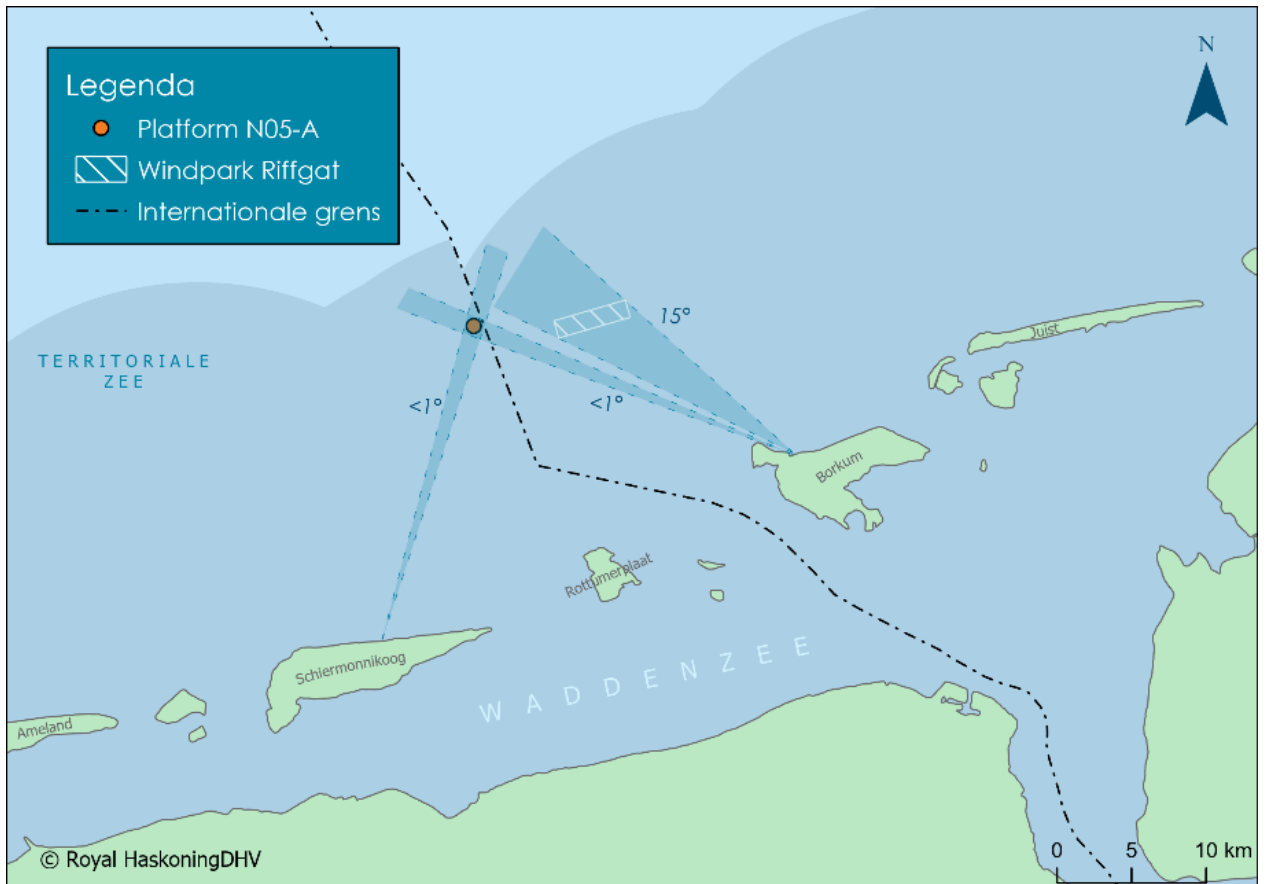 N
Legenda
Platform N05-A
Windpark Riffgat
Internationale grens
15°
Juist
TERRITORIALE
ZEE
<1°
<1°
Borkum
Rottumerplaat
Schiermonnikoog
WADDENZEE
Ameland
© Royal HaskoningDHV
0 5 10 km